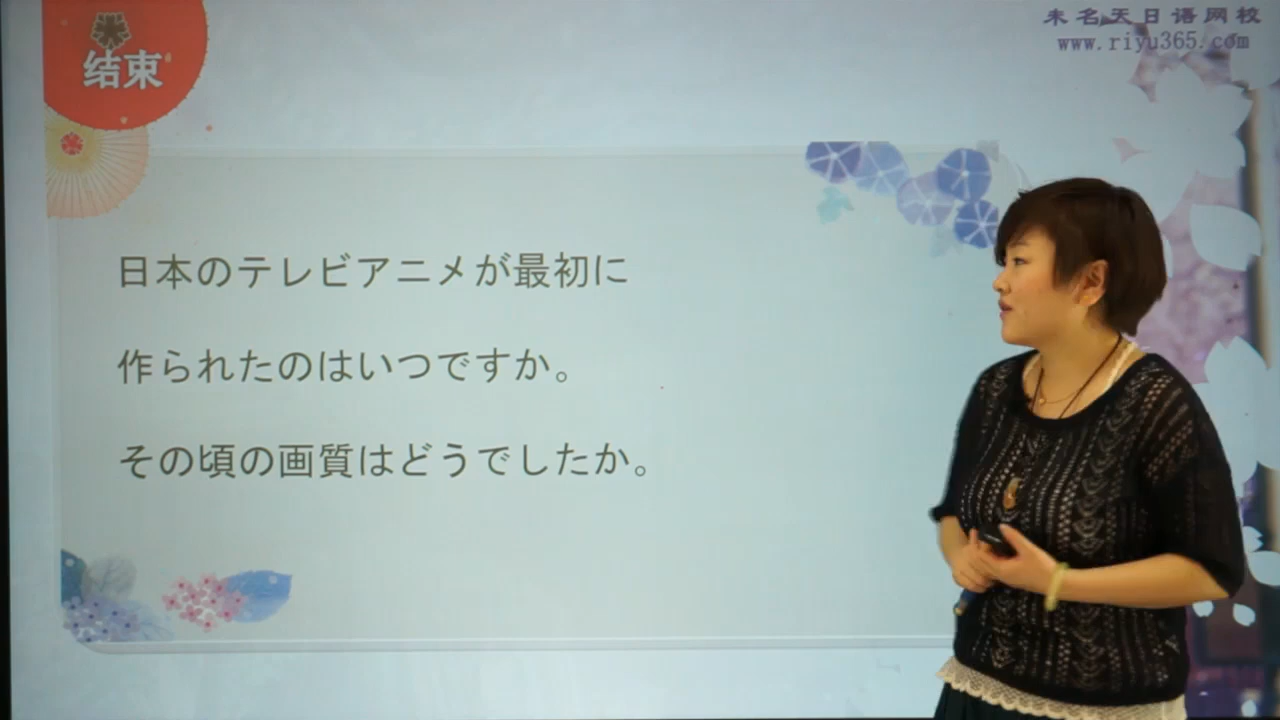 结束
未名天日语网校
www.riyu365.com
日本のテレビアニメが最初に
作られたのはいつですか。
その頃の画質はどうでしたか。